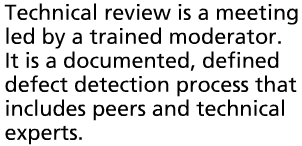 Technical review is a meeting
led by a trained moderator.
It is a documented, defined
defect detection process that
includes peers and technical
experts.